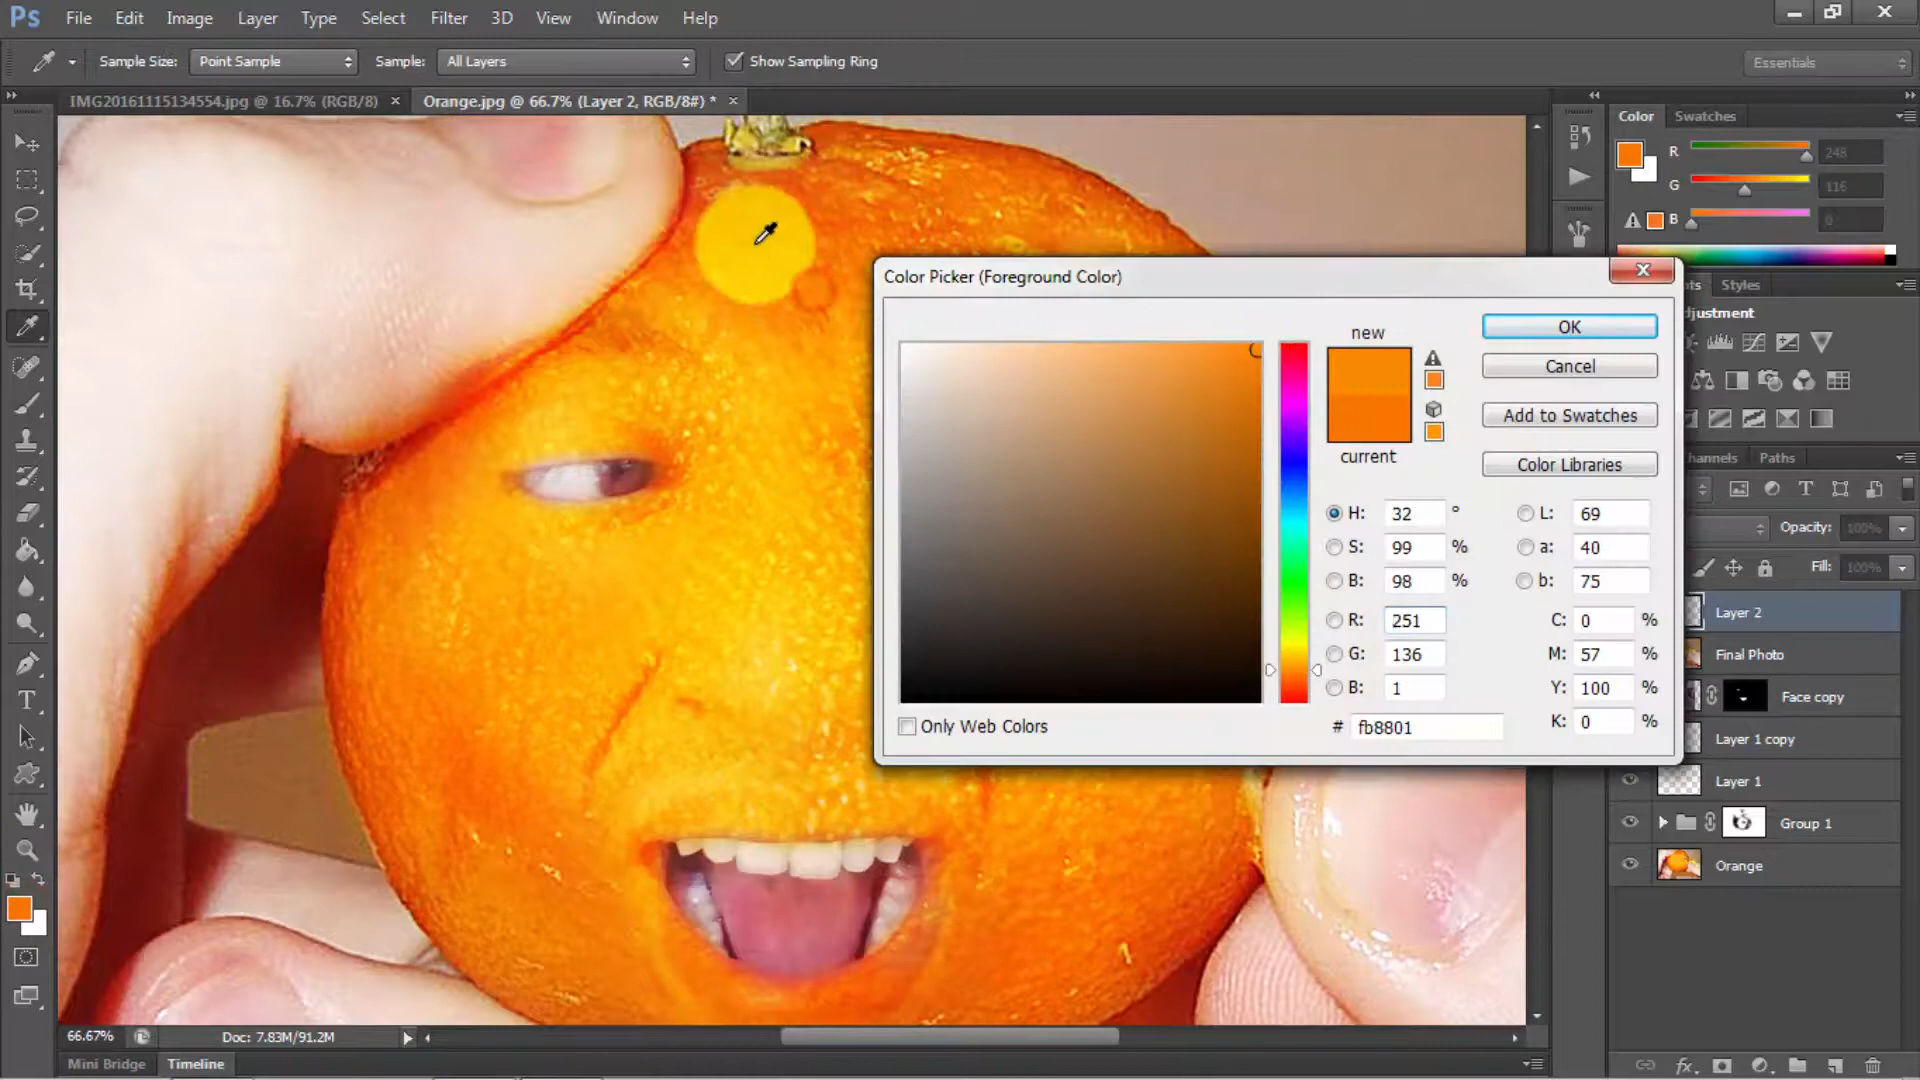 Ps File Edit Image Layer Type Select Filter 3D View Window Help
Sample Size: Point Sample Sample: All Layers Show Sampling Ring Essentials
IMG20161115134554.jpg @ 16.7% (RGB/8) × Orange.jpg @ 66.7% (Layer 2, RGB/8#) * ×
Color Swatches
R 248
G 116
B 0
Color Picker (Foreground Color)
Styles
djustment
new
current
OK
Cancel
Add to Swatches
Color Libraries
H: 32 °
S: 99 %
B: 98 %
R: 251
G: 136
B: 1
# fb8801
L: 69
a: 40
b: 75
C: 0 %
M: 57 %
Y: 100 %
K: 0 %
Only Web Colors
hannels Paths
Opacity: 100%
Fill: 100%
Layer 2
Final Photo
Face copy
Layer 1 copy
Layer 1
Group 1
Orange
66.67% Doc: 7.83M/91.2M
Mini Bridge Timeline
fx